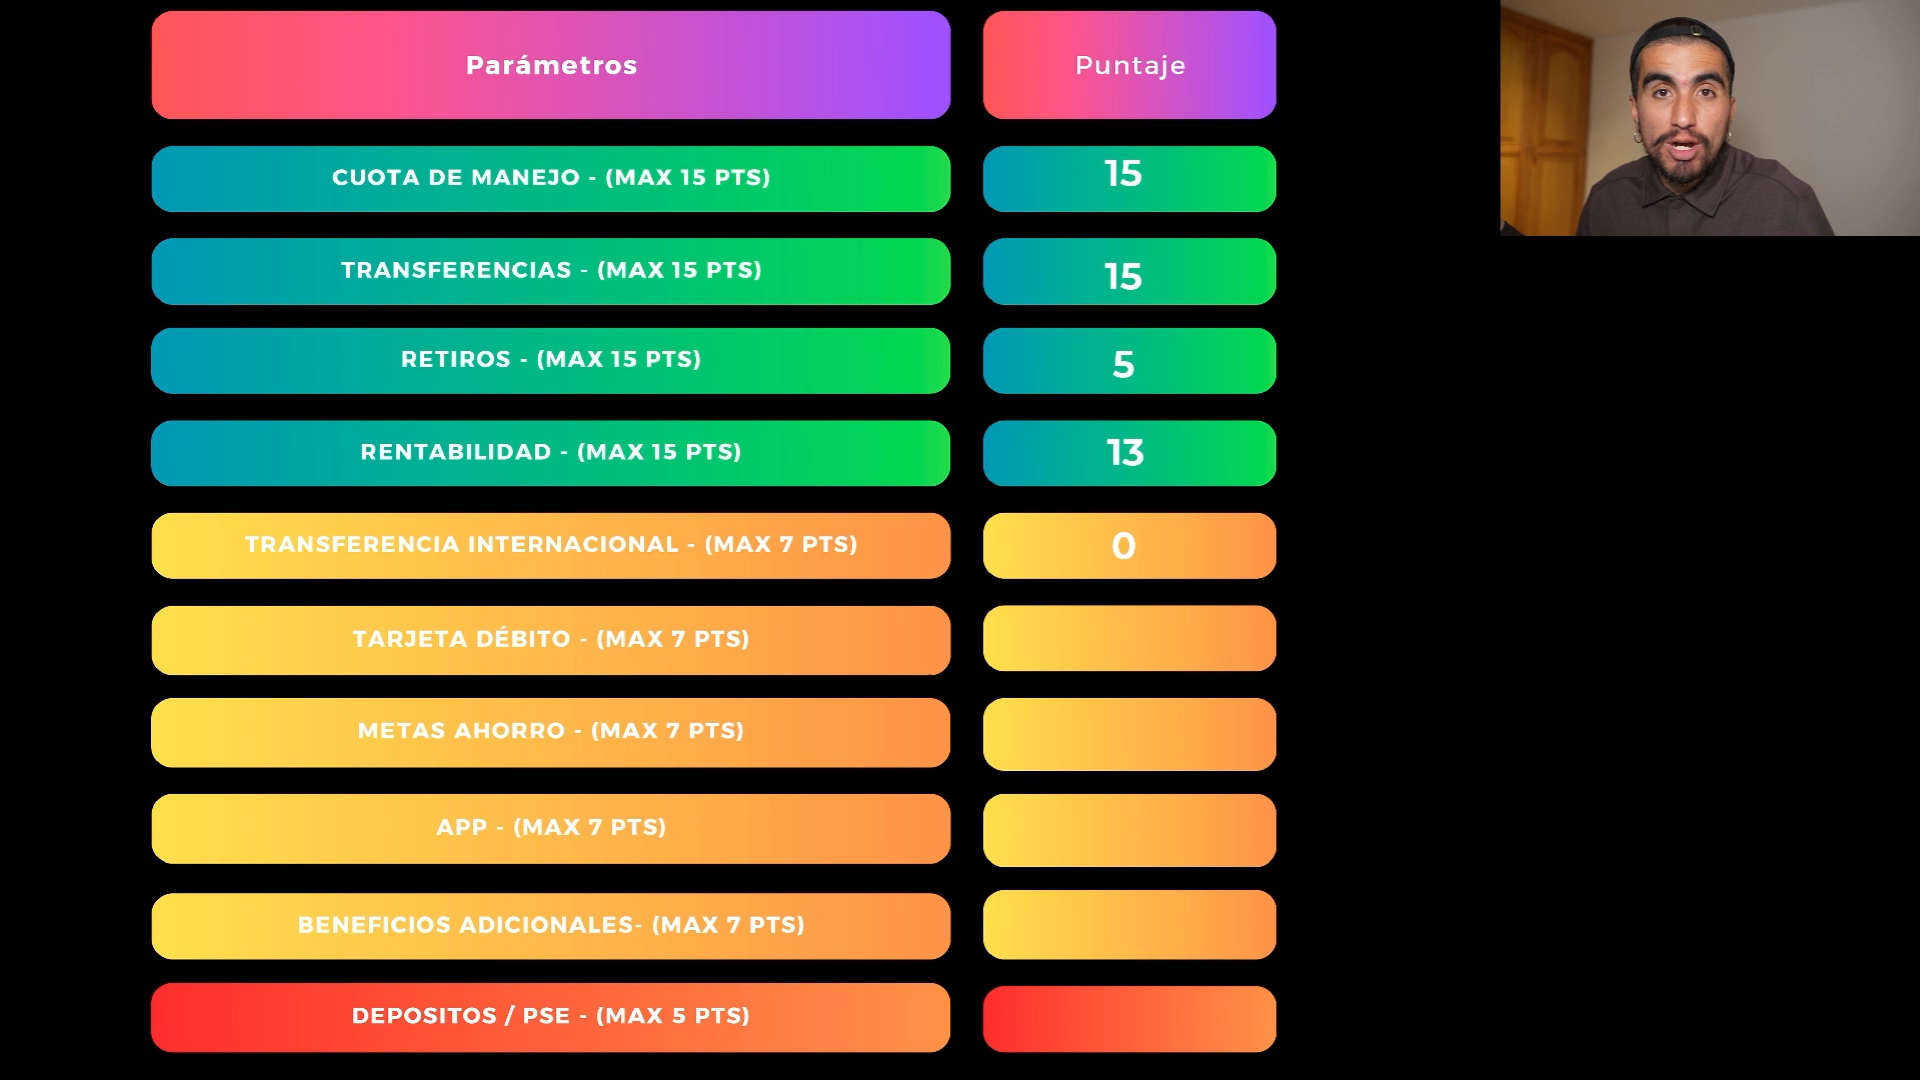 Parámetros Puntaje
CUOTA DE MANEJO - (MAX 15 PTS) 15
TRANSFERENCIAS - (MAX 15 PTS) 15
RETIROS - (MAX 15 PTS) 5
RENTABILIDAD - (MAX 15 PTS) 13
TRANSFERENCIA INTERNACIONAL - (MAX 7 PTS) 0
TARJETA DÉBITO - (MAX 7 PTS)
METAS AHORRO - (MAX 7 PTS)
APP - (MAX 7 PTS)
BENEFICIOS ADICIONALES- (MAX 7 PTS)
DEPOSITOS / PSE - (MAX 5 PTS)